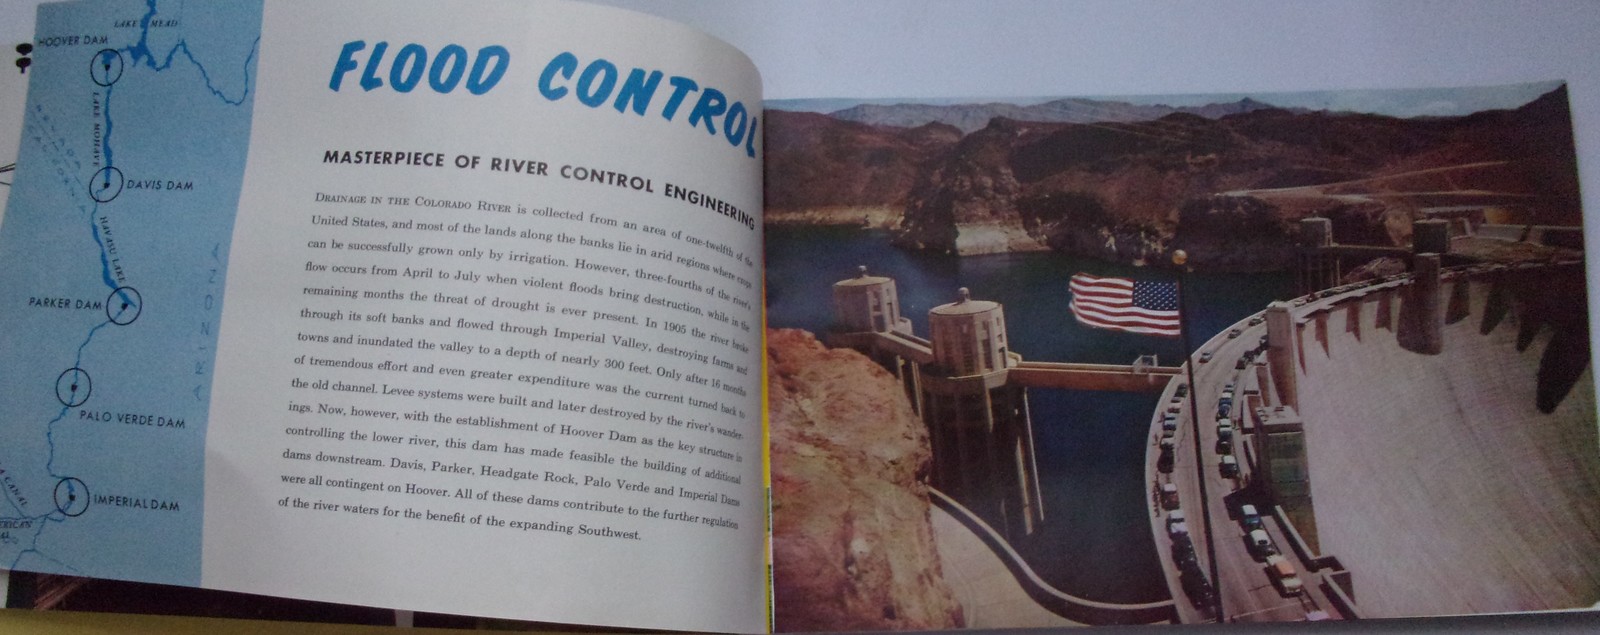 LAKE MEAD
HOOVER DAM
LAKE MOHAVE
NEVADA
CALIFORNIA
DAVIS DAM
HAVASU LAKE
PARKER DAM
ARIZONA
PALO VERDE DAM
IMPERIAL DAM
CANAL
FLOOD CONTROL
MASTERPIECE OF RIVER CONTROL ENGINEERING
DRAINAGE IN THE COLORADO RIVER is collected from an area of one-twelfth of the
United States, and most of the lands along the banks lie in arid regions where crops
can be successfully grown only by irrigation. However, three-fourths of the river's
flow occurs from April to July when violent floods bring destruction, while in the
remaining months the threat of drought is ever present. In 1905 the river broke
through its soft banks and flowed through Imperial Valley, destroying farms and
towns and inundated the valley to a depth of nearly 300 feet. Only after 16 months
of tremendous effort and even greater expenditure was the current turned back to
the old channel. Levee systems were built and later destroyed by the river's wander-
ings. Now, however, with the establishment of Hoover Dam as the key structure in
controlling the lower river, this dam has made feasible the building of additional
dams downstream. Davis, Parker, Headgate Rock, Palo Verde and Imperial Dams
were all contingent on Hoover. All of these dams contribute to the further regulation
of the river waters for the benefit of the expanding Southwest.